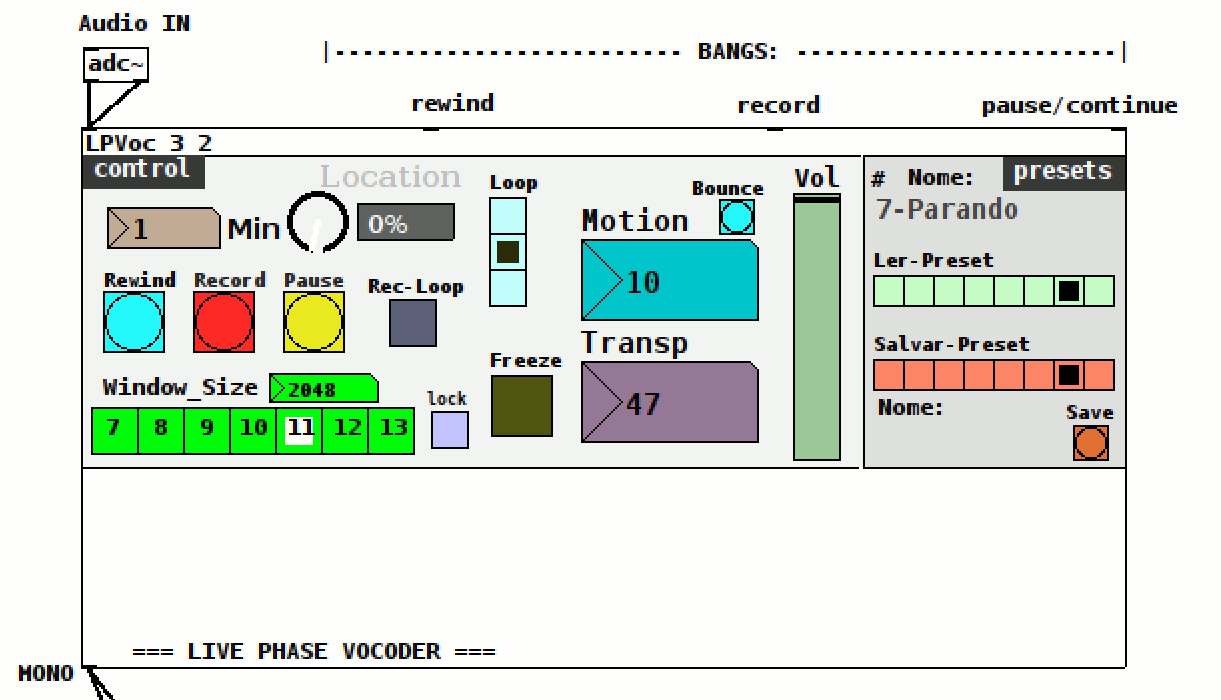 Audio IN
|------------------------- BANGS: -----------------------|
adc~
rewind
record
pause/continue
LPVoc 3 2
control
Location
Loop
Bounce
Vol
# Nome:
presets
7-Parando
1
Min
0%
Motion
10
Ler-Preset
Rewind
Record
Pause
Rec-Loop
Transp
47
Salvar-Preset
Freeze
Window_Size
2048
lock
7 8 9 10 11 12 13
Nome:
Save
=== LIVE PHASE VOCODER ===
MONO